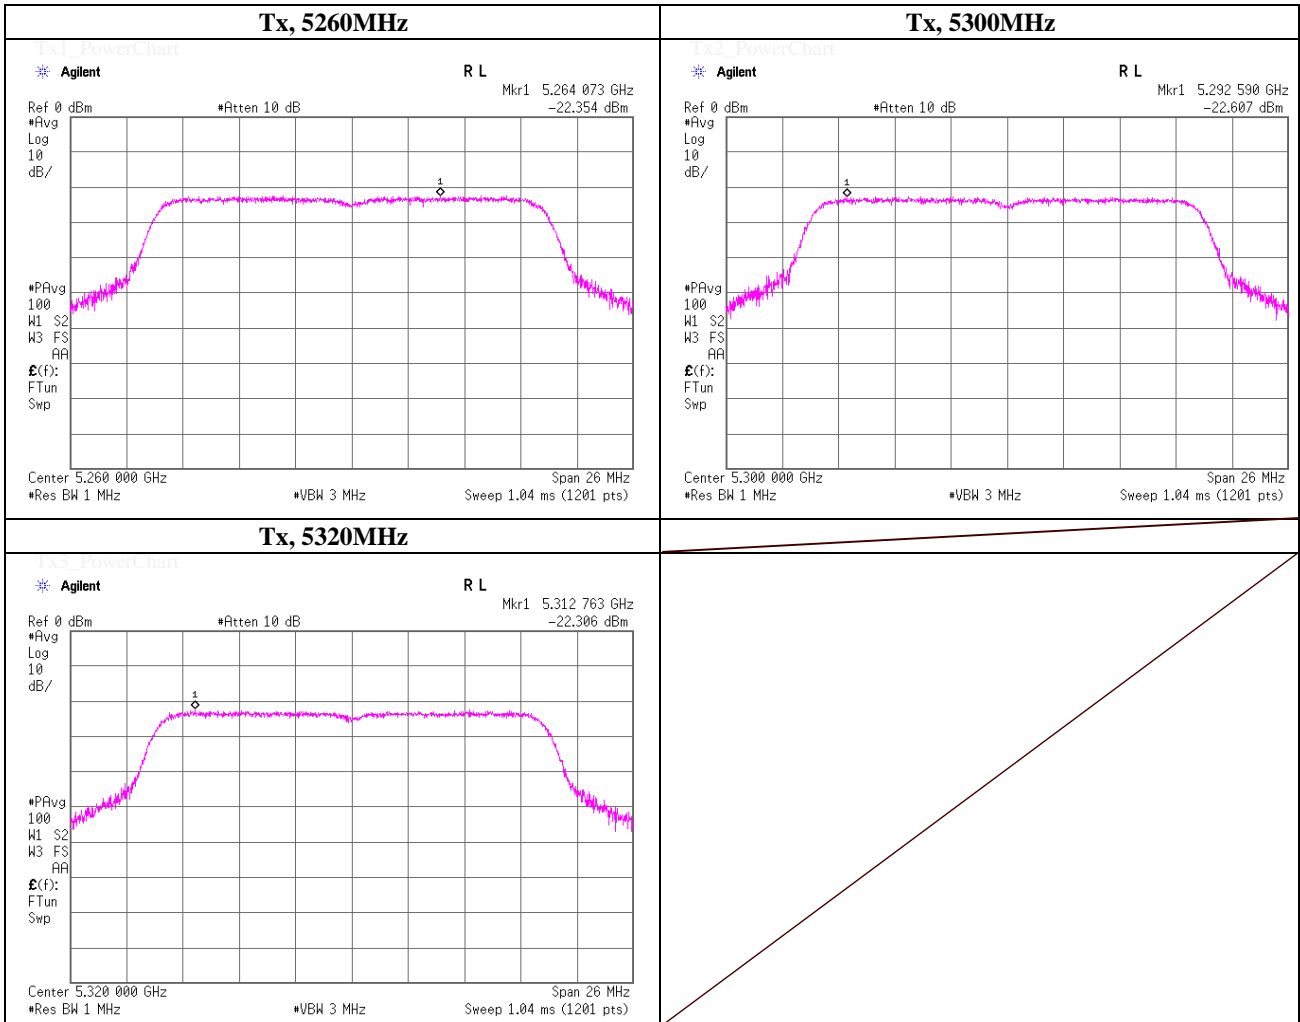 Tx, 5260MHz
Tx1_PowerChart
Agilent
R L
Mkr1 5.264 073 GHz
Ref 0 dBm #Atten 10 dB -22.354 dBm
#Avg
Log
10
dB/
1
#PAvg
100
W1 S2
W3 FS
AA
£(f):
FTun
Swp
Center 5.260 000 GHz Span 26 MHz
#Res BW 1 MHz #VBW 3 MHz Sweep 1.04 ms (1201 pts)
Tx, 5300MHz
Tx2_PowerChart
Agilent
R L
Mkr1 5.292 590 GHz
Ref 0 dBm #Atten 10 dB -22.607 dBm
#Avg
Log
10
dB/
1
#PAvg
100
W1 S2
W3 FS
AA
£(f):
FTun
Swp
Center 5.300 000 GHz Span 26 MHz
#Res BW 1 MHz #VBW 3 MHz Sweep 1.04 ms (1201 pts)
Tx, 5320MHz
Tx3_PowerChart
Agilent
R L
Mkr1 5.312 763 GHz
Ref 0 dBm #Atten 10 dB -22.306 dBm
#Avg
Log
10
dB/
1
#PAvg
100
W1 S2
W3 FS
AA
£(f):
FTun
Swp
Center 5.320 000 GHz Span 26 MHz
#Res BW 1 MHz #VBW 3 MHz Sweep 1.04 ms (1201 pts)